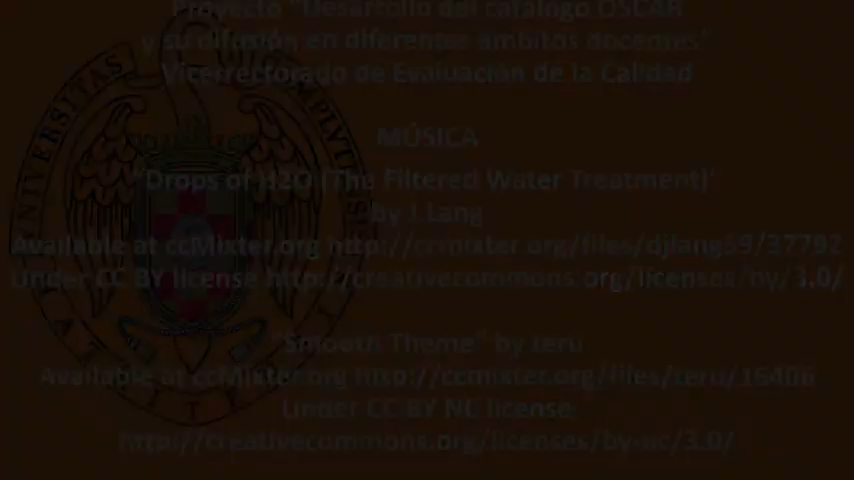 Proyecto "Desarrollo del catálogo OSCAR
y su difusión en diferentes ámbitos docentes"
Vicerrectorado de Evaluación de la Calidad
MÚSICA
"Drops of H2O (The Filtered Water Treatment)"
by J.Lang
Available at ccMixter.org http://ccmixter.org/files/djlang59/37792
Under CC BY license http://creativecommons.org/licenses/by/3.0/
"Smooth Theme" by zeru
Available at ccMixter.org http://ccmixter.org/files/zeru/16406
Under CC BY NC license
http://creativecommons.org/licenses/by-nc/3.0/
UNIVERSITAS